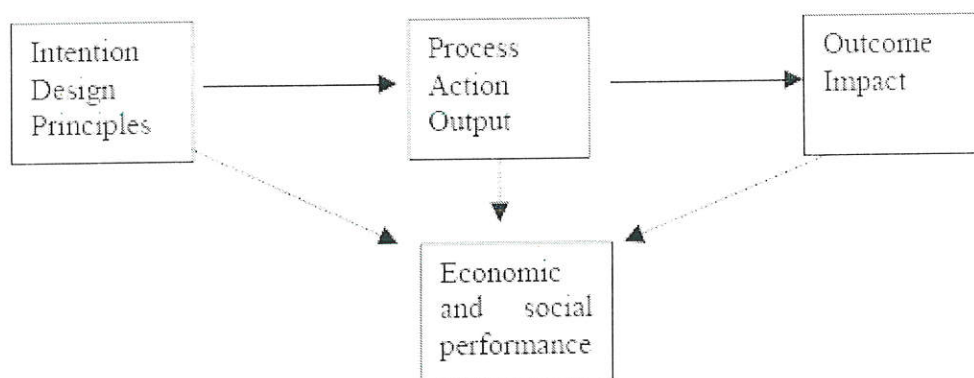 Intention
Design
Principles
Process
Action
Output
Outcome
Impact
Economic
and social
performance